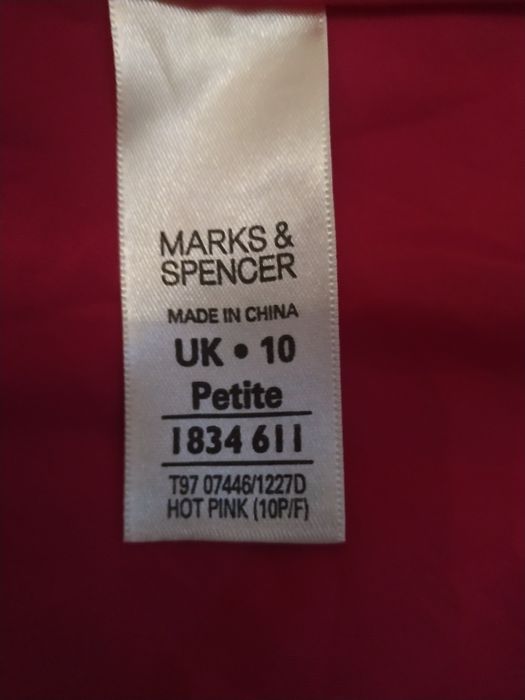 MARKS &
SPENCER
MADE IN CHINA
UK • 10
Petite
1834 611
T97 07446/1227D
HOT PINK (10P/F)